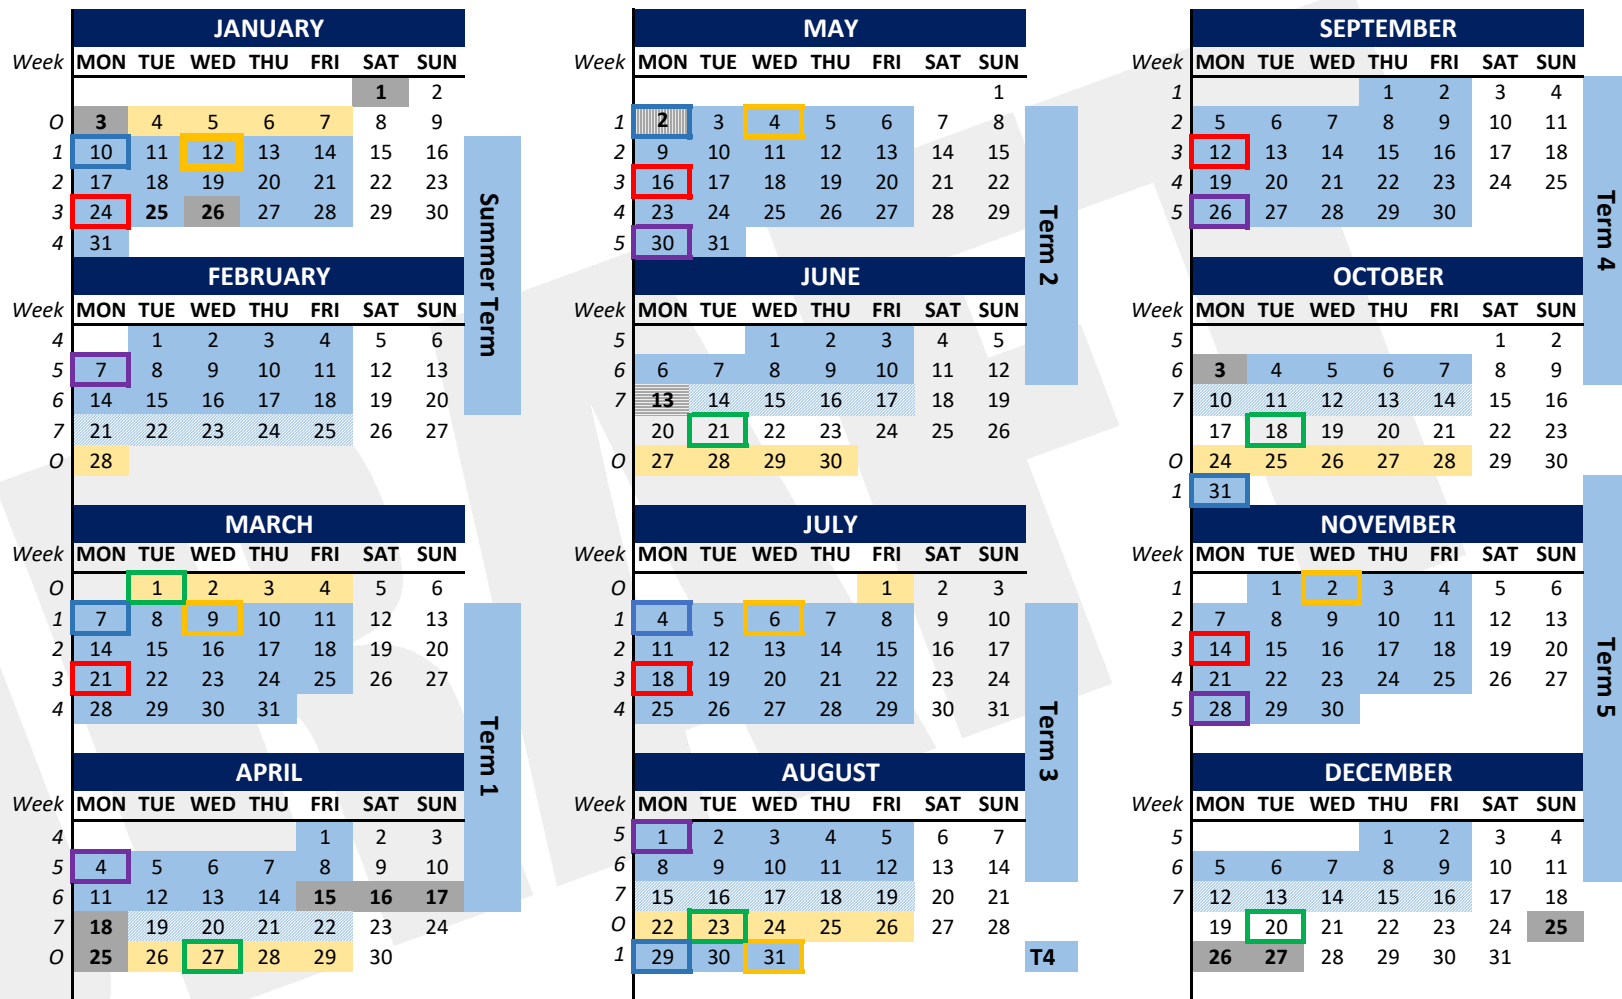 JANUARY
Week MON TUE WED THU FRI SAT SUN
1 2
O 3 4 5 6 7 8 9
1 10 11 12 13 14 15 16
2 17 18 19 20 21 22 23
3 24 25 26 27 28 29 30
4 31
Summer Term
FEBRUARY
Week MON TUE WED THU FRI SAT SUN
4 1 2 3 4 5 6
5 7 8 9 10 11 12 13
6 14 15 16 17 18 19 20
7 21 22 23 24 25 26 27
O 28
MARCH
Week MON TUE WED THU FRI SAT SUN
O 1 2 3 4 5 6
1 7 8 9 10 11 12 13
2 14 15 16 17 18 19 20
3 21 22 23 24 25 26 27
4 28 29 30 31
Term 1
APRIL
Week MON TUE WED THU FRI SAT SUN
4 1 2 3
5 4 5 6 7 8 9 10
6 11 12 13 14 15 16 17
7 18 19 20 21 22 23 24
O 25 26 27 28 29 30
MAY
Week MON TUE WED THU FRI SAT SUN
1
1 2 3 4 5 6 7 8
2 9 10 11 12 13 14 15
3 16 17 18 19 20 21 22
4 23 24 25 26 27 28 29
5 30 31
Term 2
JUNE
Week MON TUE WED THU FRI SAT SUN
5 1 2 3 4 5
6 6 7 8 9 10 11 12
7 13 14 15 16 17 18 19
20 21 22 23 24 25 26
O 27 28 29 30
JULY
Week MON TUE WED THU FRI SAT SUN
O 1 2 3
1 4 5 6 7 8 9 10
2 11 12 13 14 15 16 17
3 18 19 20 21 22 23 24
4 25 26 27 28 29 30 31
Term 3
AUGUST
Week MON TUE WED THU FRI SAT SUN
5 1 2 3 4 5 6 7
6 8 9 10 11 12 13 14
7 15 16 17 18 19 20 21
O 22 23 24 25 26 27 28
1 29 30 31
T4
SEPTEMBER
Week MON TUE WED THU FRI SAT SUN
1 1 2 3 4
2 5 6 7 8 9 10 11
3 12 13 14 15 16 17 18
4 19 20 21 22 23 24 25
5 26 27 28 29 30
Term 4
OCTOBER
Week MON TUE WED THU FRI SAT SUN
5 1 2
6 3 4 5 6 7 8 9
7 10 11 12 13 14 15 16
17 18 19 20 21 22 23
O 24 25 26 27 28 29 30
1 31
NOVEMBER
Week MON TUE WED THU FRI SAT SUN
1 1 2 3 4 5 6
2 7 8 9 10 11 12 13
3 14 15 16 17 18 19 20
4 21 22 23 24 25 26 27
5 28 29 30
Term 5
DECEMBER
Week MON TUE WED THU FRI SAT SUN
5 1 2 3 4
6 5 6 7 8 9 10 11
7 12 13 14 15 16 17 18
19 20 21 22 23 24 25
26 27 28 29 30 31
DRAFT